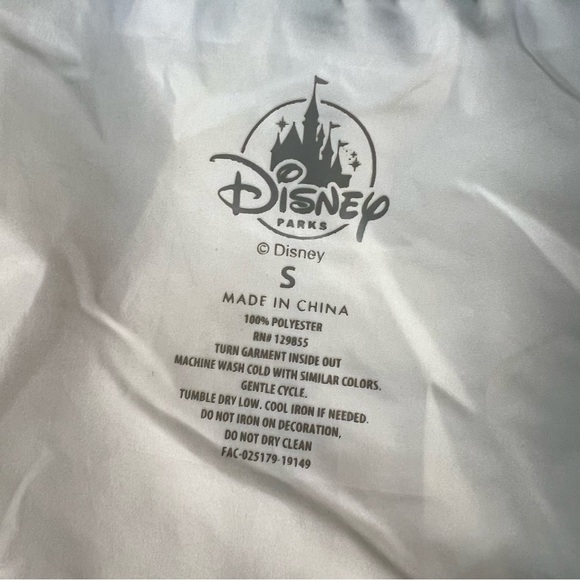 Disney
PARKS
© Disney
S
MADE IN CHINA
100% POLYESTER
RN# 129855
TURN GARMENT INSIDE OUT
MACHINE WASH COLD WITH SIMILAR COLORS.
GENTLE CYCLE.
TUMBLE DRY LOW. COOL IRON IF NEEDED.
DO NOT IRON ON DECORATION,
DO NOT DRY CLEAN
FAC-025179-19149